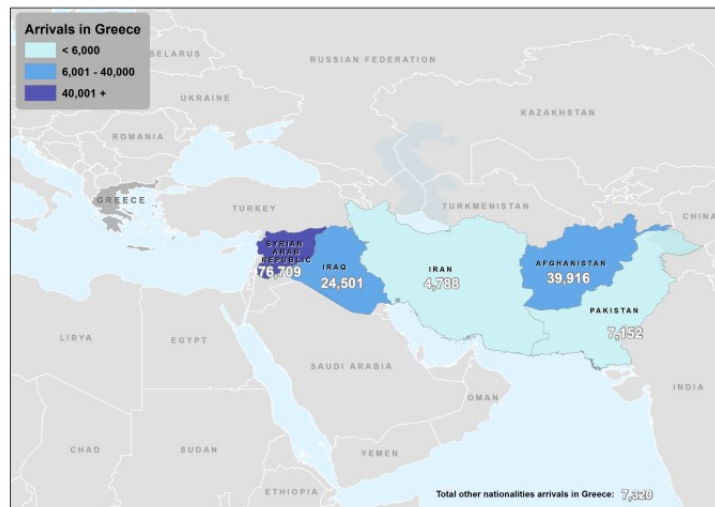 Arrivals in Greece
< 6,000
6,001 - 40,000
40,001 +
BELARUS
RUSSIAN FEDERATION
UKRAINE
KAZAKHSTAN
ROMANIA
GREECE
TURKEY
TURKMENISTAN
CHINA
SYRIAN
ARAB
REPUBLIC
76,709
IRAQ
24,501
IRAN
4,788
AFGHANISTAN
39,916
PAKISTAN
7,152
LIBYA
EGYPT
SAUDI ARABIA
INDIA
OMAN
CHAD
SUDAN
YEMEN
ETHIOPIA
Total other nationalities arrivals in Greece: 7,320